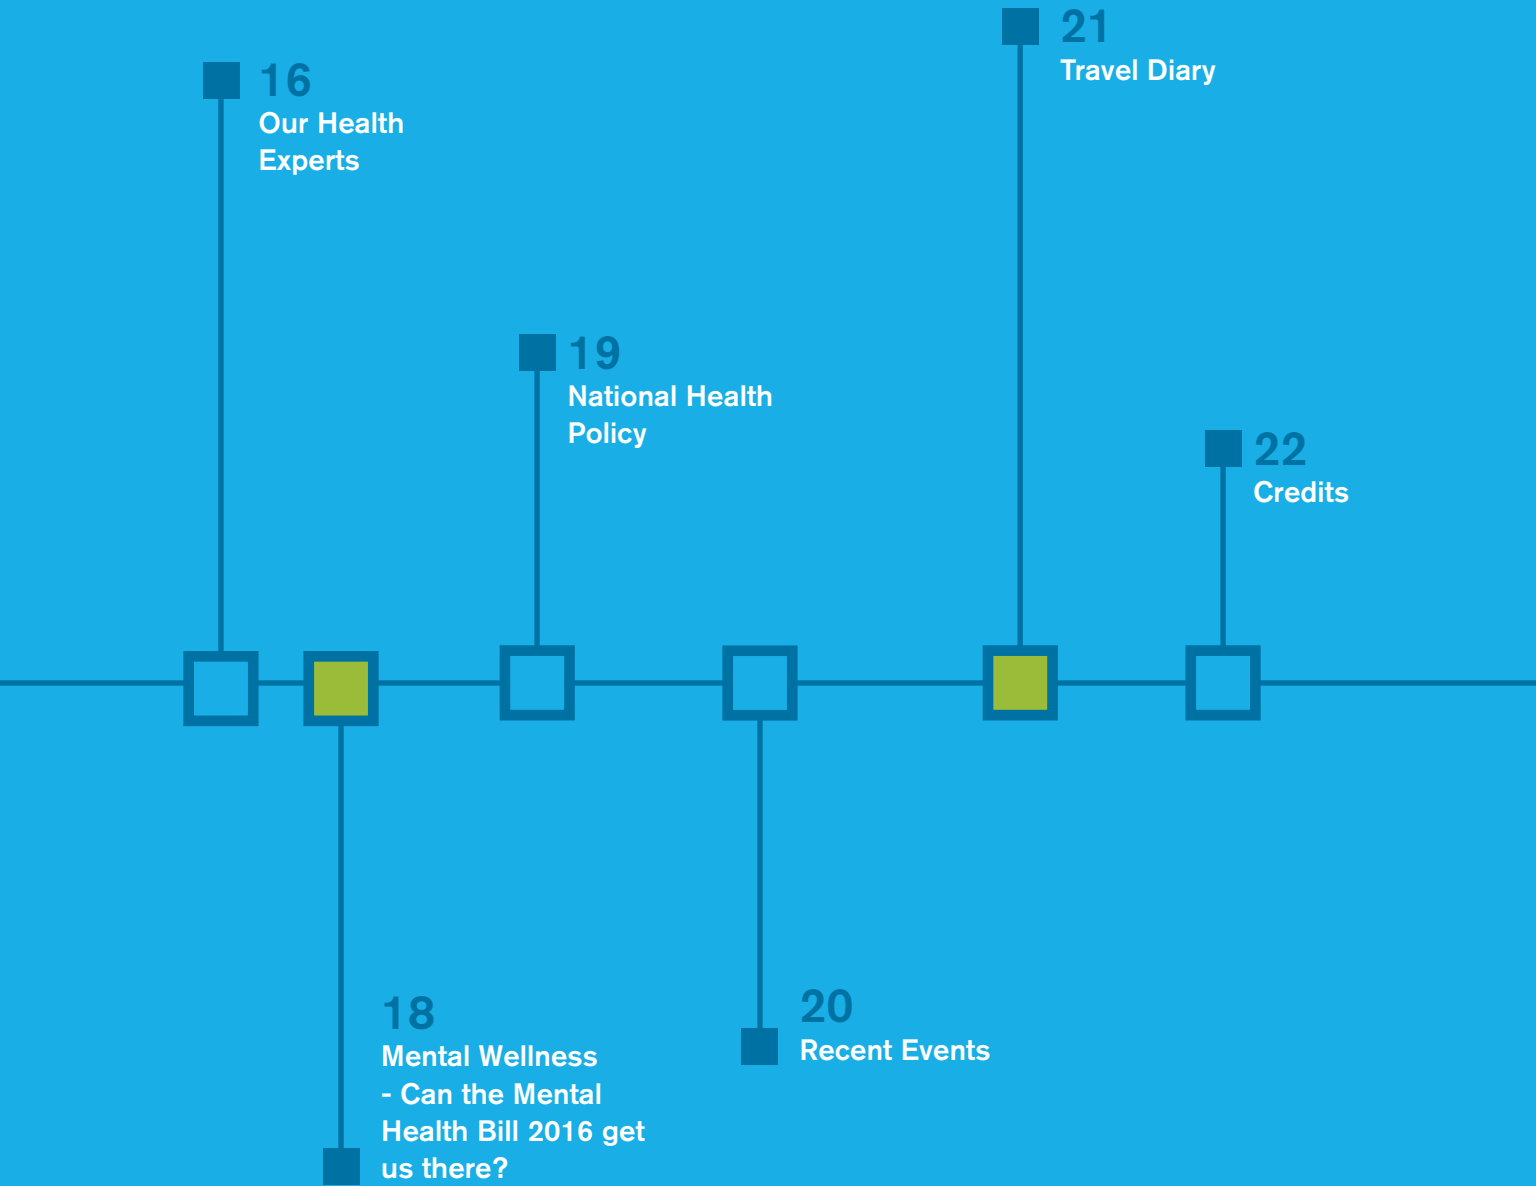 16
Our Health
Experts
18
Mental Wellness
- Can the Mental
Health Bill 2016 get
us there?
19
National Health
Policy
20
Recent Events
21
Travel Diary
22
Credits